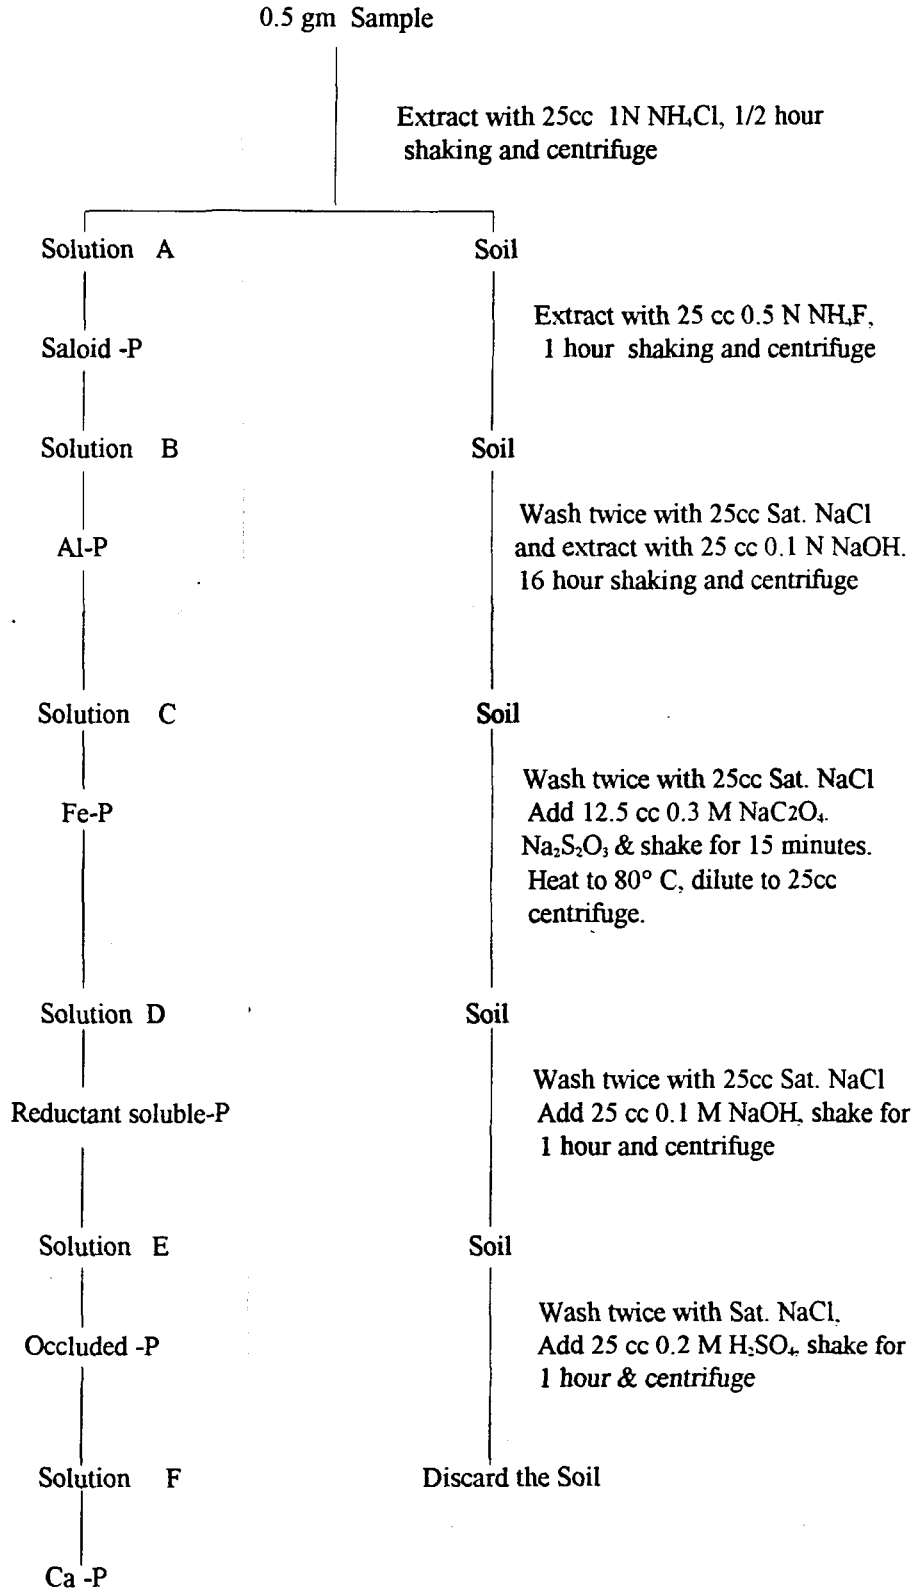 0.5 gm Sample
Extract with 25cc 1N NH₄Cl, 1/2 hour
shaking and centrifuge
Solution A
Soil
Extract with 25 cc 0.5 N NH₄F,
1 hour shaking and centrifuge
Saloid -P
Solution B
Soil
Wash twice with 25cc Sat. NaCl
and extract with 25 cc 0.1 N NaOH.
16 hour shaking and centrifuge
Al-P
Solution C
Soil
Wash twice with 25cc Sat. NaCl
Add 12.5 cc 0.3 M NaC2O₄.
Na₂S₂O₃ & shake for 15 minutes.
Heat to 80° C, dilute to 25cc
centrifuge.
Fe-P
Solution D
Soil
Wash twice with 25cc Sat. NaCl
Add 25 cc 0.1 M NaOH, shake for
1 hour and centrifuge
Reductant soluble-P
Solution E
Soil
Wash twice with Sat. NaCl,
Add 25 cc 0.2 M H₂SO₄, shake for
1 hour & centrifuge
Occluded -P
Solution F
Discard the Soil
Ca -P